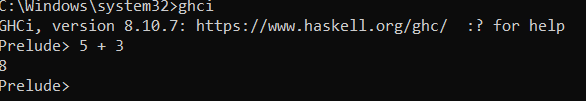 C:\Windows\system32>ghci
GHCi, version 8.10.7: https://www.haskell.org/ghc/  :? for help
Prelude> 5 + 3
8
Prelude>